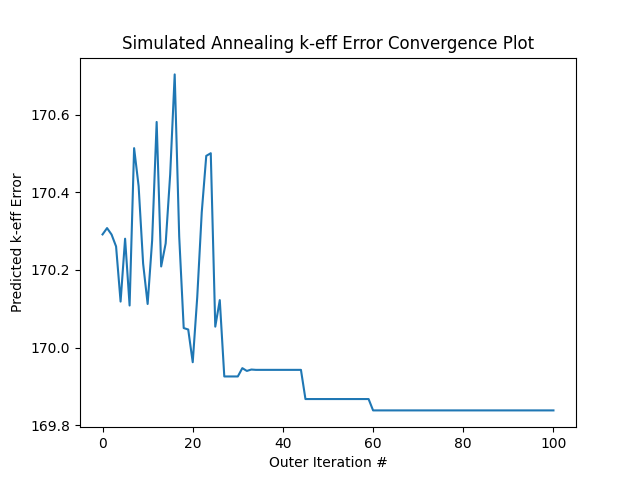 Simulated Annealing k-eff Error Convergence Plot
170.6
170.4
170.2
170.0
169.8
Predicted k-eff Error
0 20 40 60 80 100
Outer Iteration #